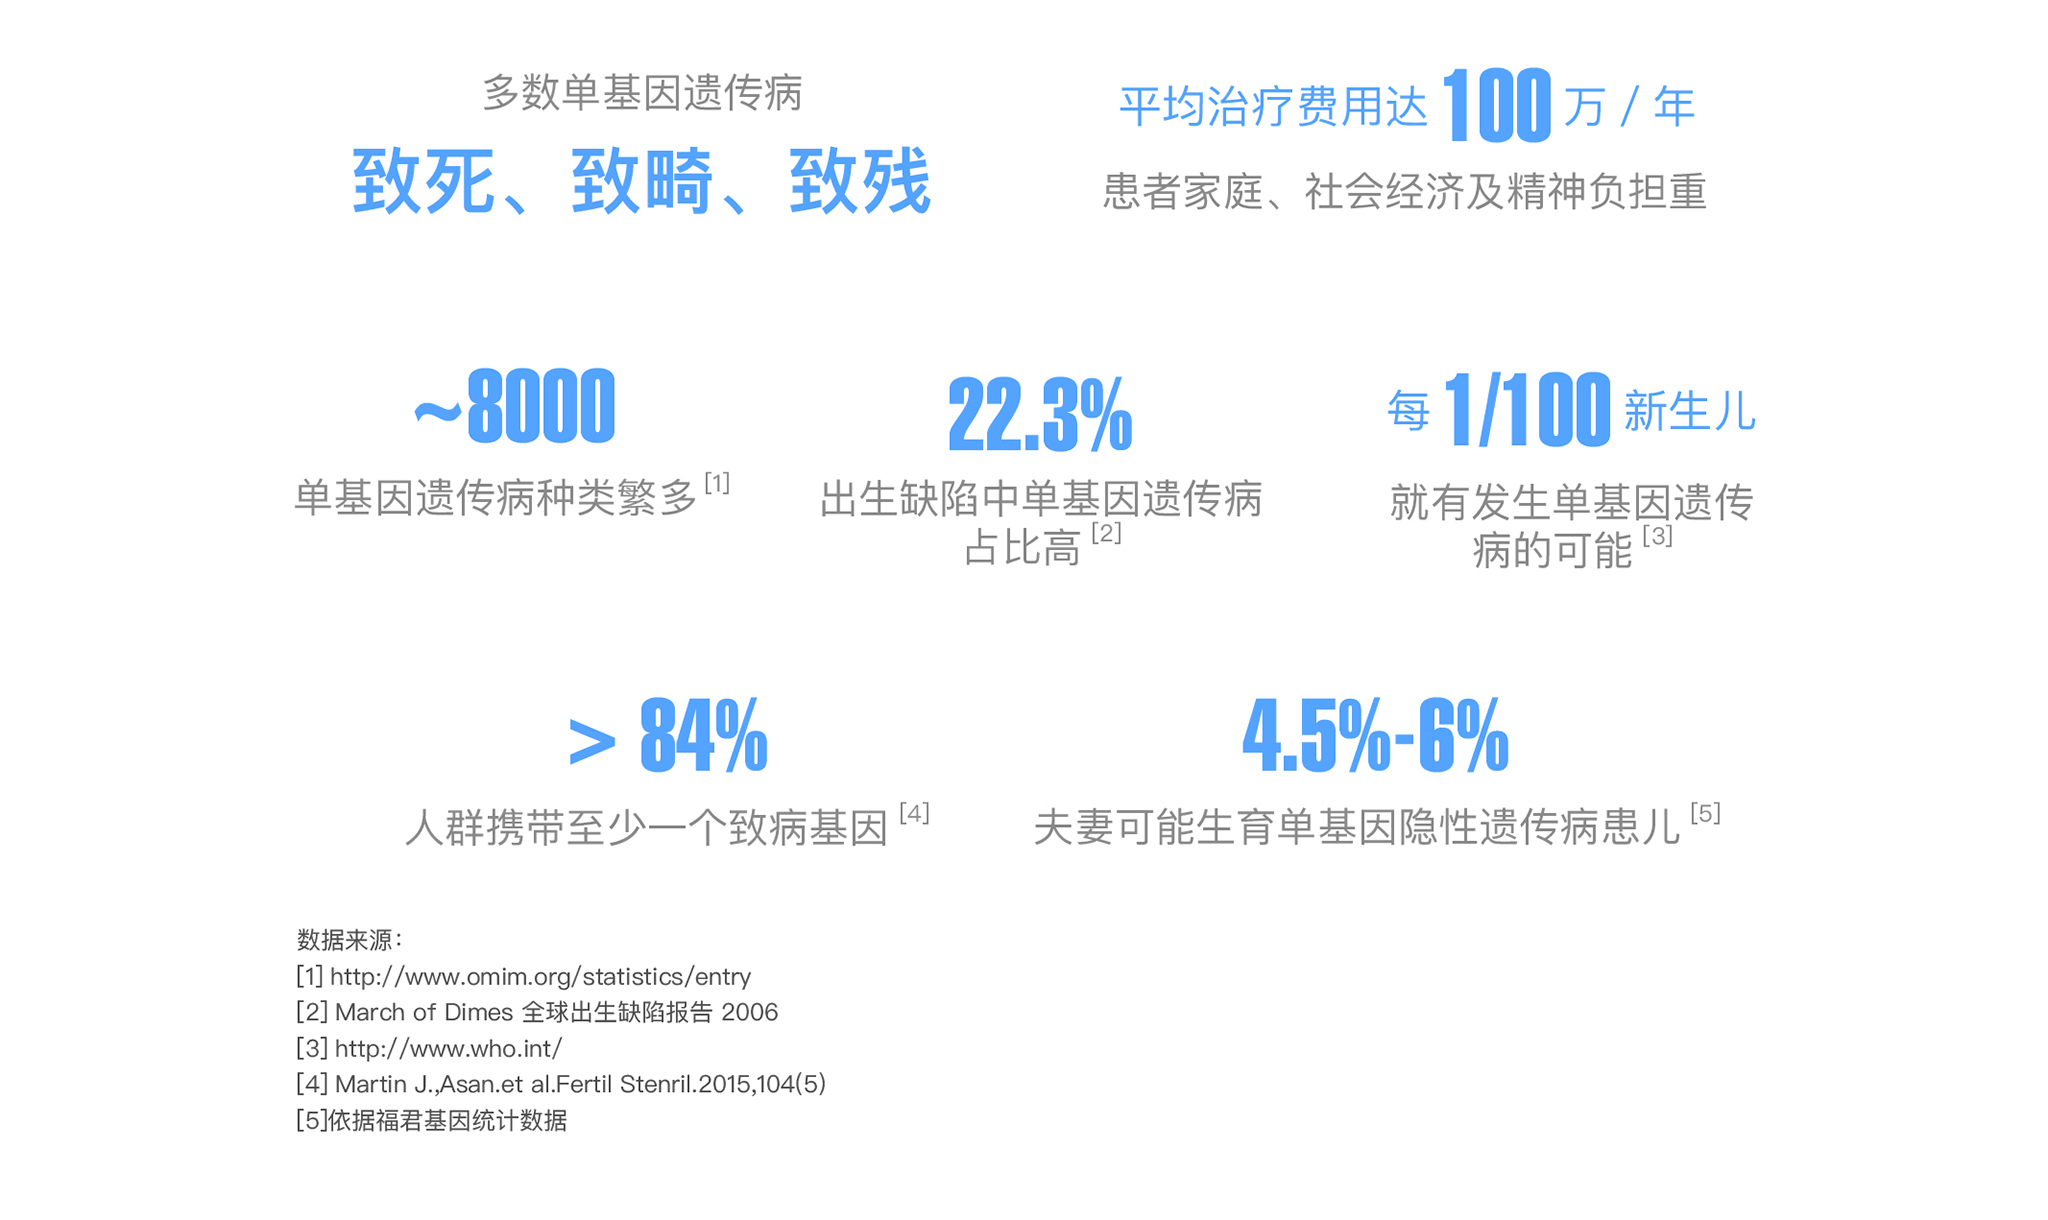 多数单基因遗传病
致死、致畸、致残
平均治疗费用达 100 万 / 年
患者家庭、社会经济及精神负担重
~8000
单基因遗传病种类繁多 [1]
22.3%
出生缺陷中单基因遗传病
占比高 [2]
每 1/100 新生儿
就有发生单基因遗传
病的可能 [3]
> 84%
人群携带至少一个致病基因 [4]
4.5%-6%
夫妻可能生育单基因隐性遗传病患儿 [5]
数据来源：
[1] http://www.omim.org/statistics/entry
[2] March of Dimes 全球出生缺陷报告 2006
[3] http://www.who.int/
[4] Martin J.,Asan.et al.Fertil Stenril.2015,104(5)
[5]依据福君基因统计数据